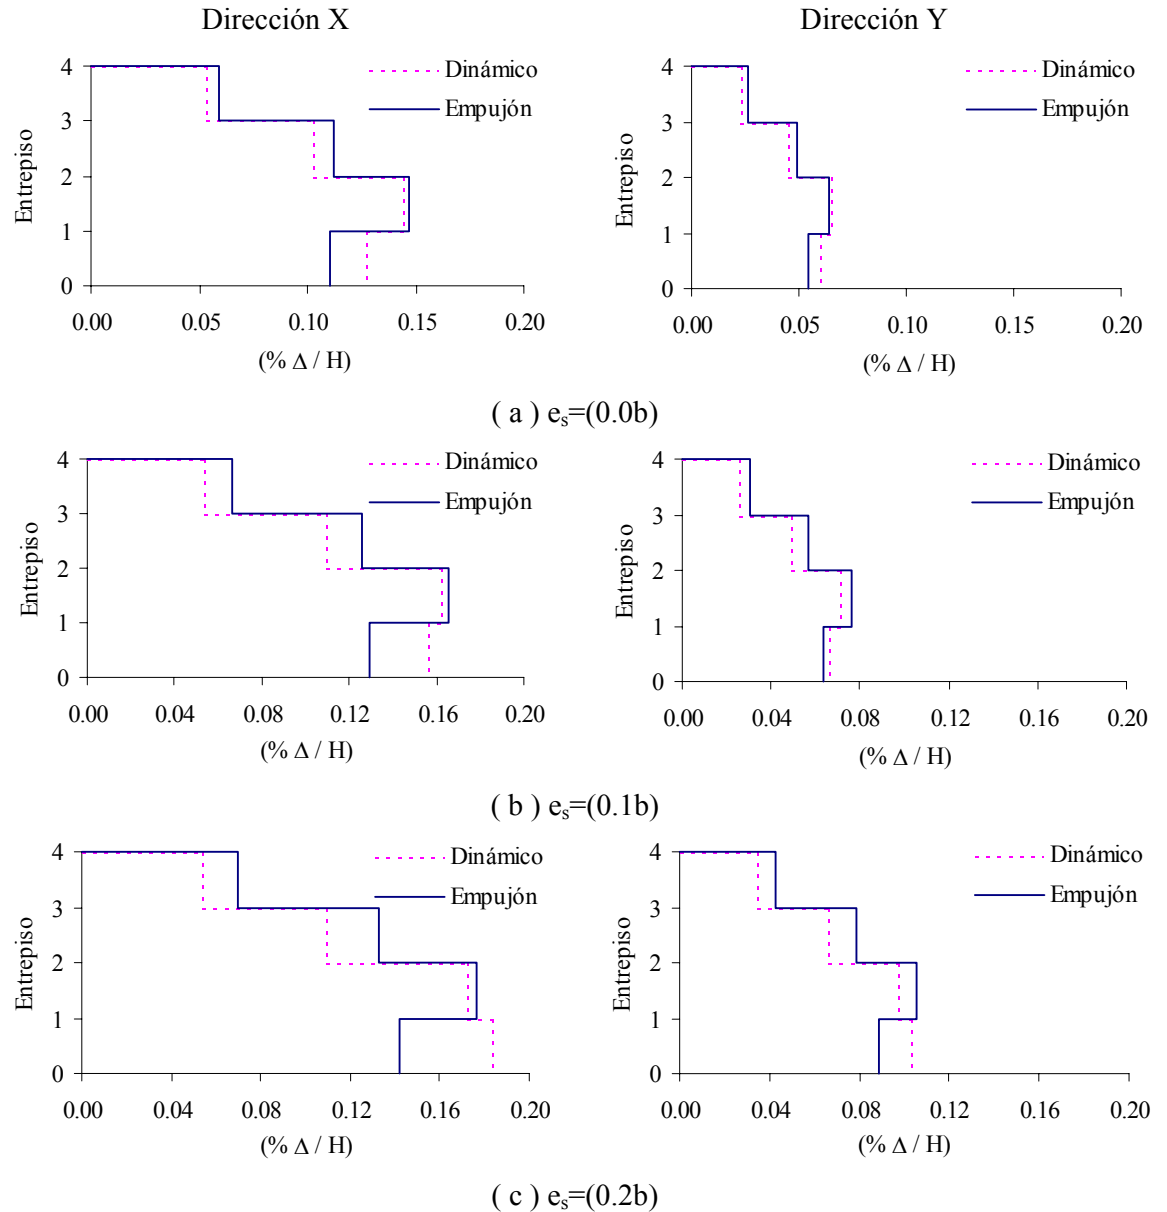 Dirección X
Dirección Y
4
3
2
1
0
Entrepiso
Dinámico
Empujón
0.00 0.05 0.10 0.15 0.20
(% Δ / H)
4
3
2
1
0
Entrepiso
Dinámico
Empujón
0.00 0.05 0.10 0.15 0.20
(% Δ / H)
( a ) es=(0.0b)
4
3
2
1
0
Entrepiso
Dinámico
Empujón
0.00 0.04 0.08 0.12 0.16 0.20
(% Δ / H)
4
3
2
1
0
Entrepiso
Dinámico
Empujón
0.00 0.04 0.08 0.12 0.16 0.20
(% Δ / H)
( b ) es=(0.1b)
4
3
2
1
0
Entrepiso
Dinámico
Empujón
0.00 0.04 0.08 0.12 0.16 0.20
(% Δ / H)
4
3
2
1
0
Entrepiso
Dinámico
Empujón
0.00 0.04 0.08 0.12 0.16 0.20
(% Δ / H)
( c ) es=(0.2b)